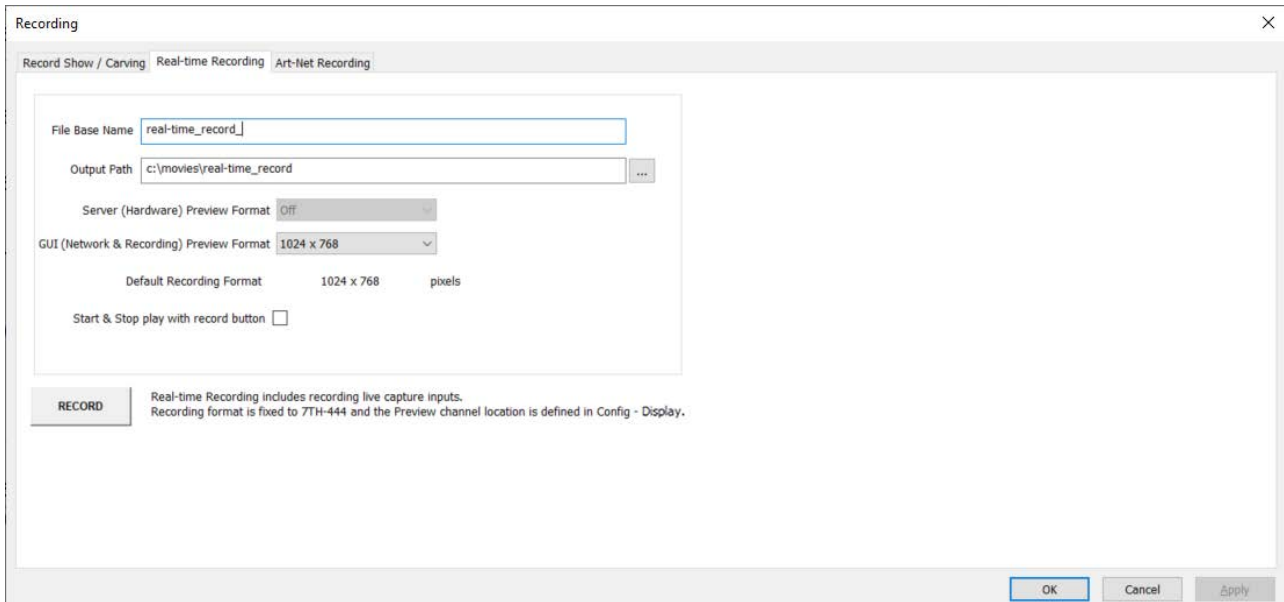 Recording
Record Show / Carving Real-time Recording Art-Net Recording
File Base Name real-time_record_
Output Path c:\movies\real-time_record ...
Server (Hardware) Preview Format Off
GUI (Network & Recording) Preview Format 1024 x 768
Default Recording Format 1024 x 768 pixels
Start & Stop play with record button
RECORD
Real-time Recording includes recording live capture inputs.
Recording format is fixed to 7TH-444 and the Preview channel location is defined in Config - Display.
OK Cancel Apply